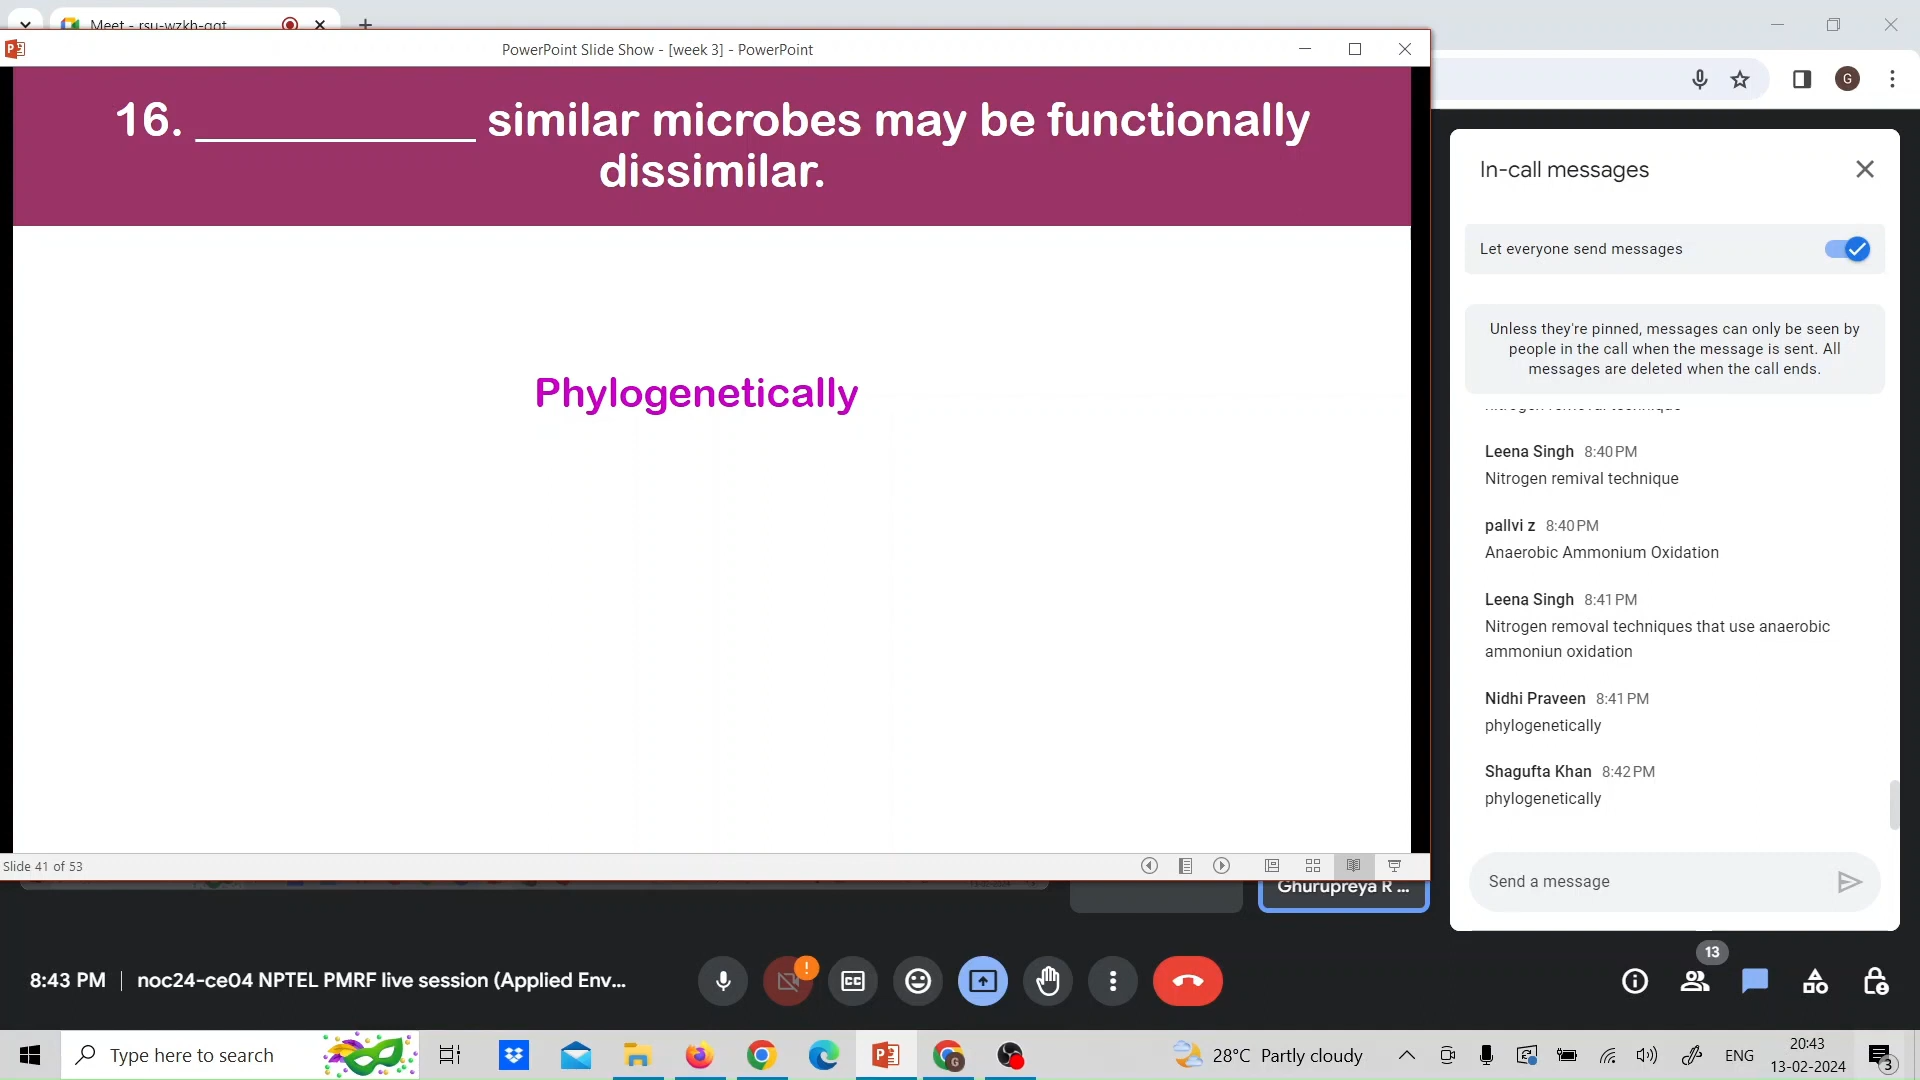 Meet - rsu-wzkh-qqt
PowerPoint Slide Show - [week 3] - PowerPoint
16. ___________ similar microbes may be functionally
dissimilar.
Phylogenetically
Slide 41 of 53
G
In-call messages
Let everyone send messages
Unless they're pinned, messages can only be seen by
people in the call when the message is sent. All
messages are deleted when the call ends.
nitrogen removal technique
Leena Singh 8:40 PM
Nitrogen remival technique
pallvi z 8:40 PM
Anaerobic Ammonium Oxidation
Leena Singh 8:41 PM
Nitrogen removal techniques that use anaerobic
ammoniun oxidation
Nidhi Praveen 8:41 PM
phylogenetically
Shagufta Khan 8:42 PM
phylogenetically
Send a message
Ghurupreya R ...
13
8:43 PM | noc24-ce04 NPTEL PMRF live session (Applied Env...
Type here to search
28°C Partly cloudy
ENG
20:43
13-02-2024
3